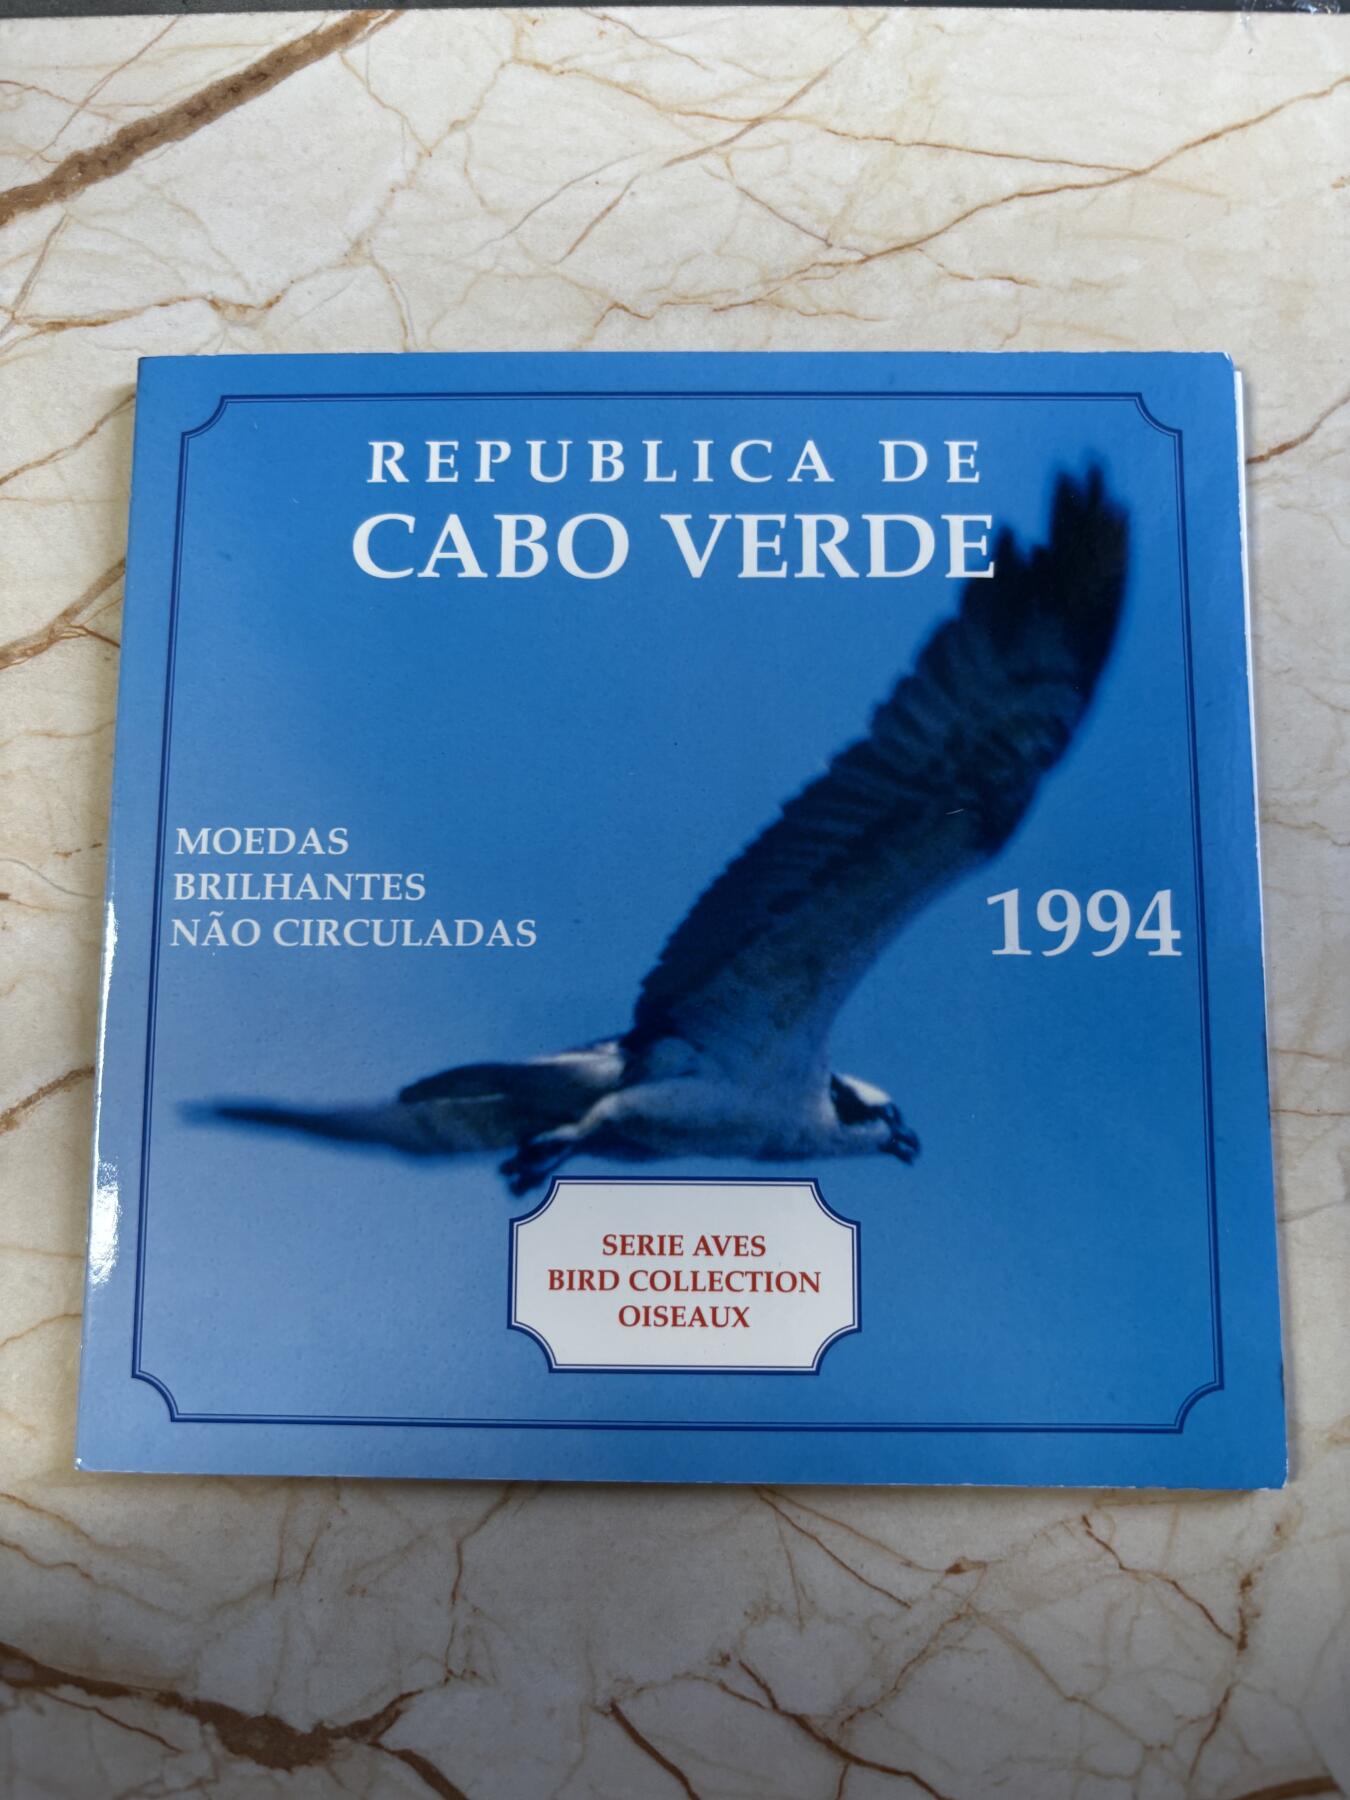 REPUBLICA DE
CABO VERDE
MOEDAS
BRILHANTES
NÃO CIRCULADAS
1994
SERIE AVES
BIRD COLLECTION
OISEAUX